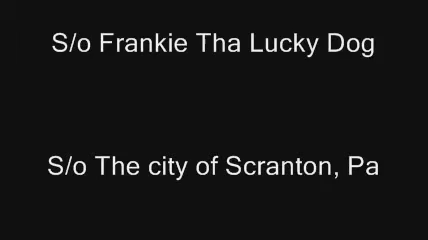 S/o Frankie Tha Lucky Dog
S/o The city of Scranton, Pa